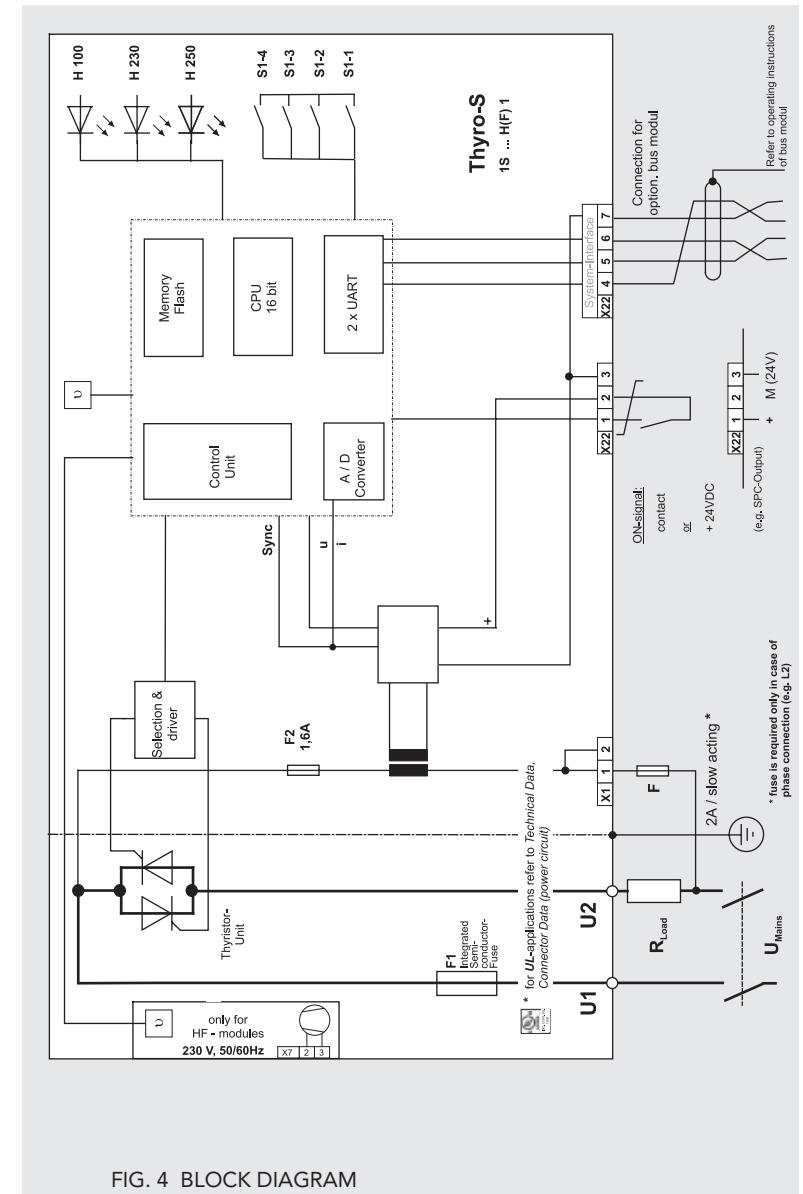 H 100
H 230
H 250
S1-4
S1-3
S1-2
S1-1
Thyro-S
1S ... H(F) 1
Memory
Flash
CPU
16 bit
2 x UART
Control
Unit
A / D
Converter
υ
Sync
u
i
+
Selection &
driver
Thyristor-
Unit
F2
1,6A
F1
Integrated
Semi-
conductor-
Fuse
υ
only for
HF - modules
230 V, 50/60Hz
X7 2 3
* for UL-applications refer to Technical Data,
Connector Data (power circuit)
System-Interface
X22 4 5 6 7
Connection for
option. bus modul
Refer to operating instructions
of bus modul
X22 1 2 3
ON-signal:
contact
or
+ 24VDC
(e.g. SPC-Output)
X22 1 2 3
+ M (24V)
X1 1 2
F
2A / slow acting *
* fuse is required only in case of
phase connection (e.g. L2)
U1
U2
RLoad
UMains
FIG. 4 BLOCK DIAGRAM